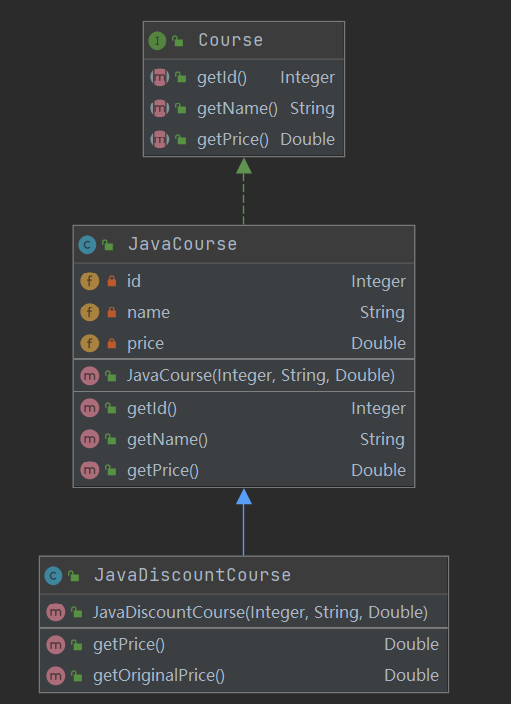 I Course
m getId() Integer
m getName() String
m getPrice() Double
C JavaCourse
f id Integer
f name String
f price Double
m JavaCourse(Integer, String, Double)
m getId() Integer
m getName() String
m getPrice() Double
C JavaDiscountCourse
m JavaDiscountCourse(Integer, String, Double)
m getPrice() Double
m getOriginalPrice() Double